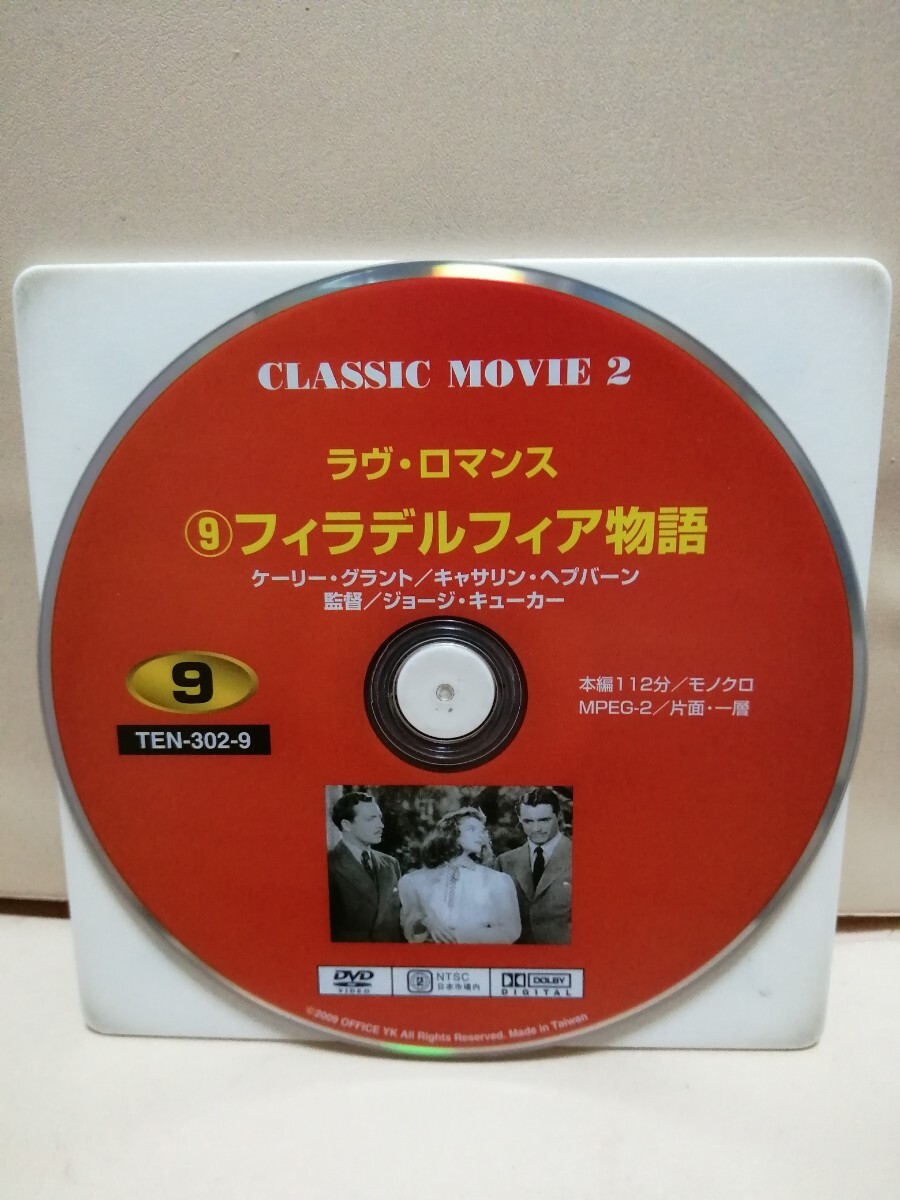 CLASSIC MOVIE 2
ラヴ・ロマンス
⑨フィラデルフィア物語
ケーリー・グラント/キャサリン・ヘプバーン
監督/ジョージ・キューカー
9
TEN-302-9
本編112分/モノクロ
MPEG-2/片面・一層
DVD
VIDEO
2
NTSC
日本市場内
DOLBY
DIGITAL
©2009 OFFICE YK All Rights Reserved. Made in Taiwan